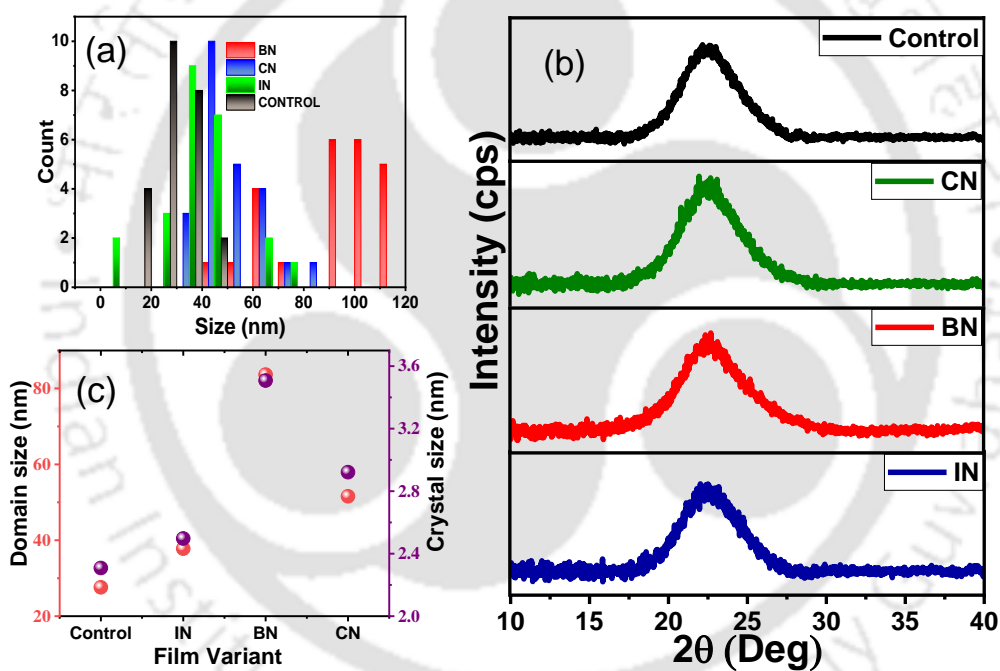 (a)
BN
CN
IN
CONTROL
10
8
6
4
2
0
Count
0 20 40 60 80 100 120
Size (nm)
(b)
Control
CN
BN
IN
Intensity (cps)
10 15 20 25 30 35 40
2θ (Deg)
(c)
80
60
40
20
Domain size (nm)
3.6
3.2
2.8
2.4
2.0
Crystal size (nm)
Control IN BN CN
Film Variant
Indian Insti